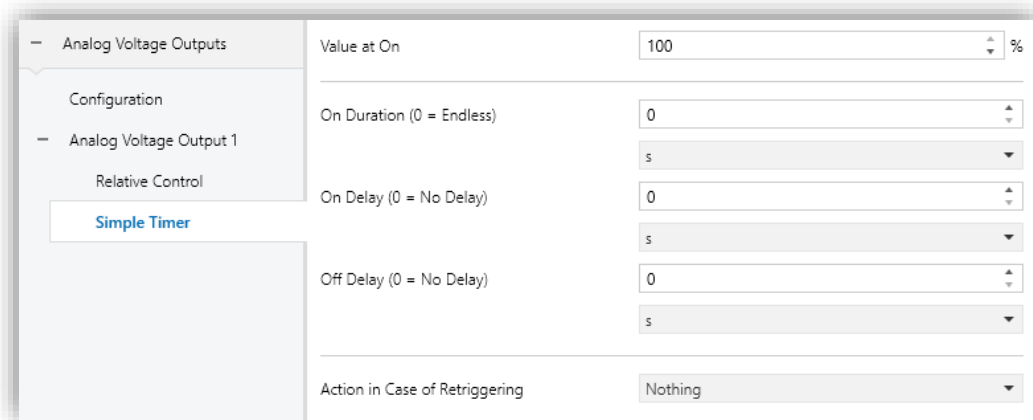 Analog Voltage Outputs
Configuration
Analog Voltage Output 1
Relative Control
Simple Timer
Value at On
100
%
On Duration (0 = Endless)
0
s
On Delay (0 = No Delay)
0
s
Off Delay (0 = No Delay)
0
s
Action in Case of Retriggering
Nothing